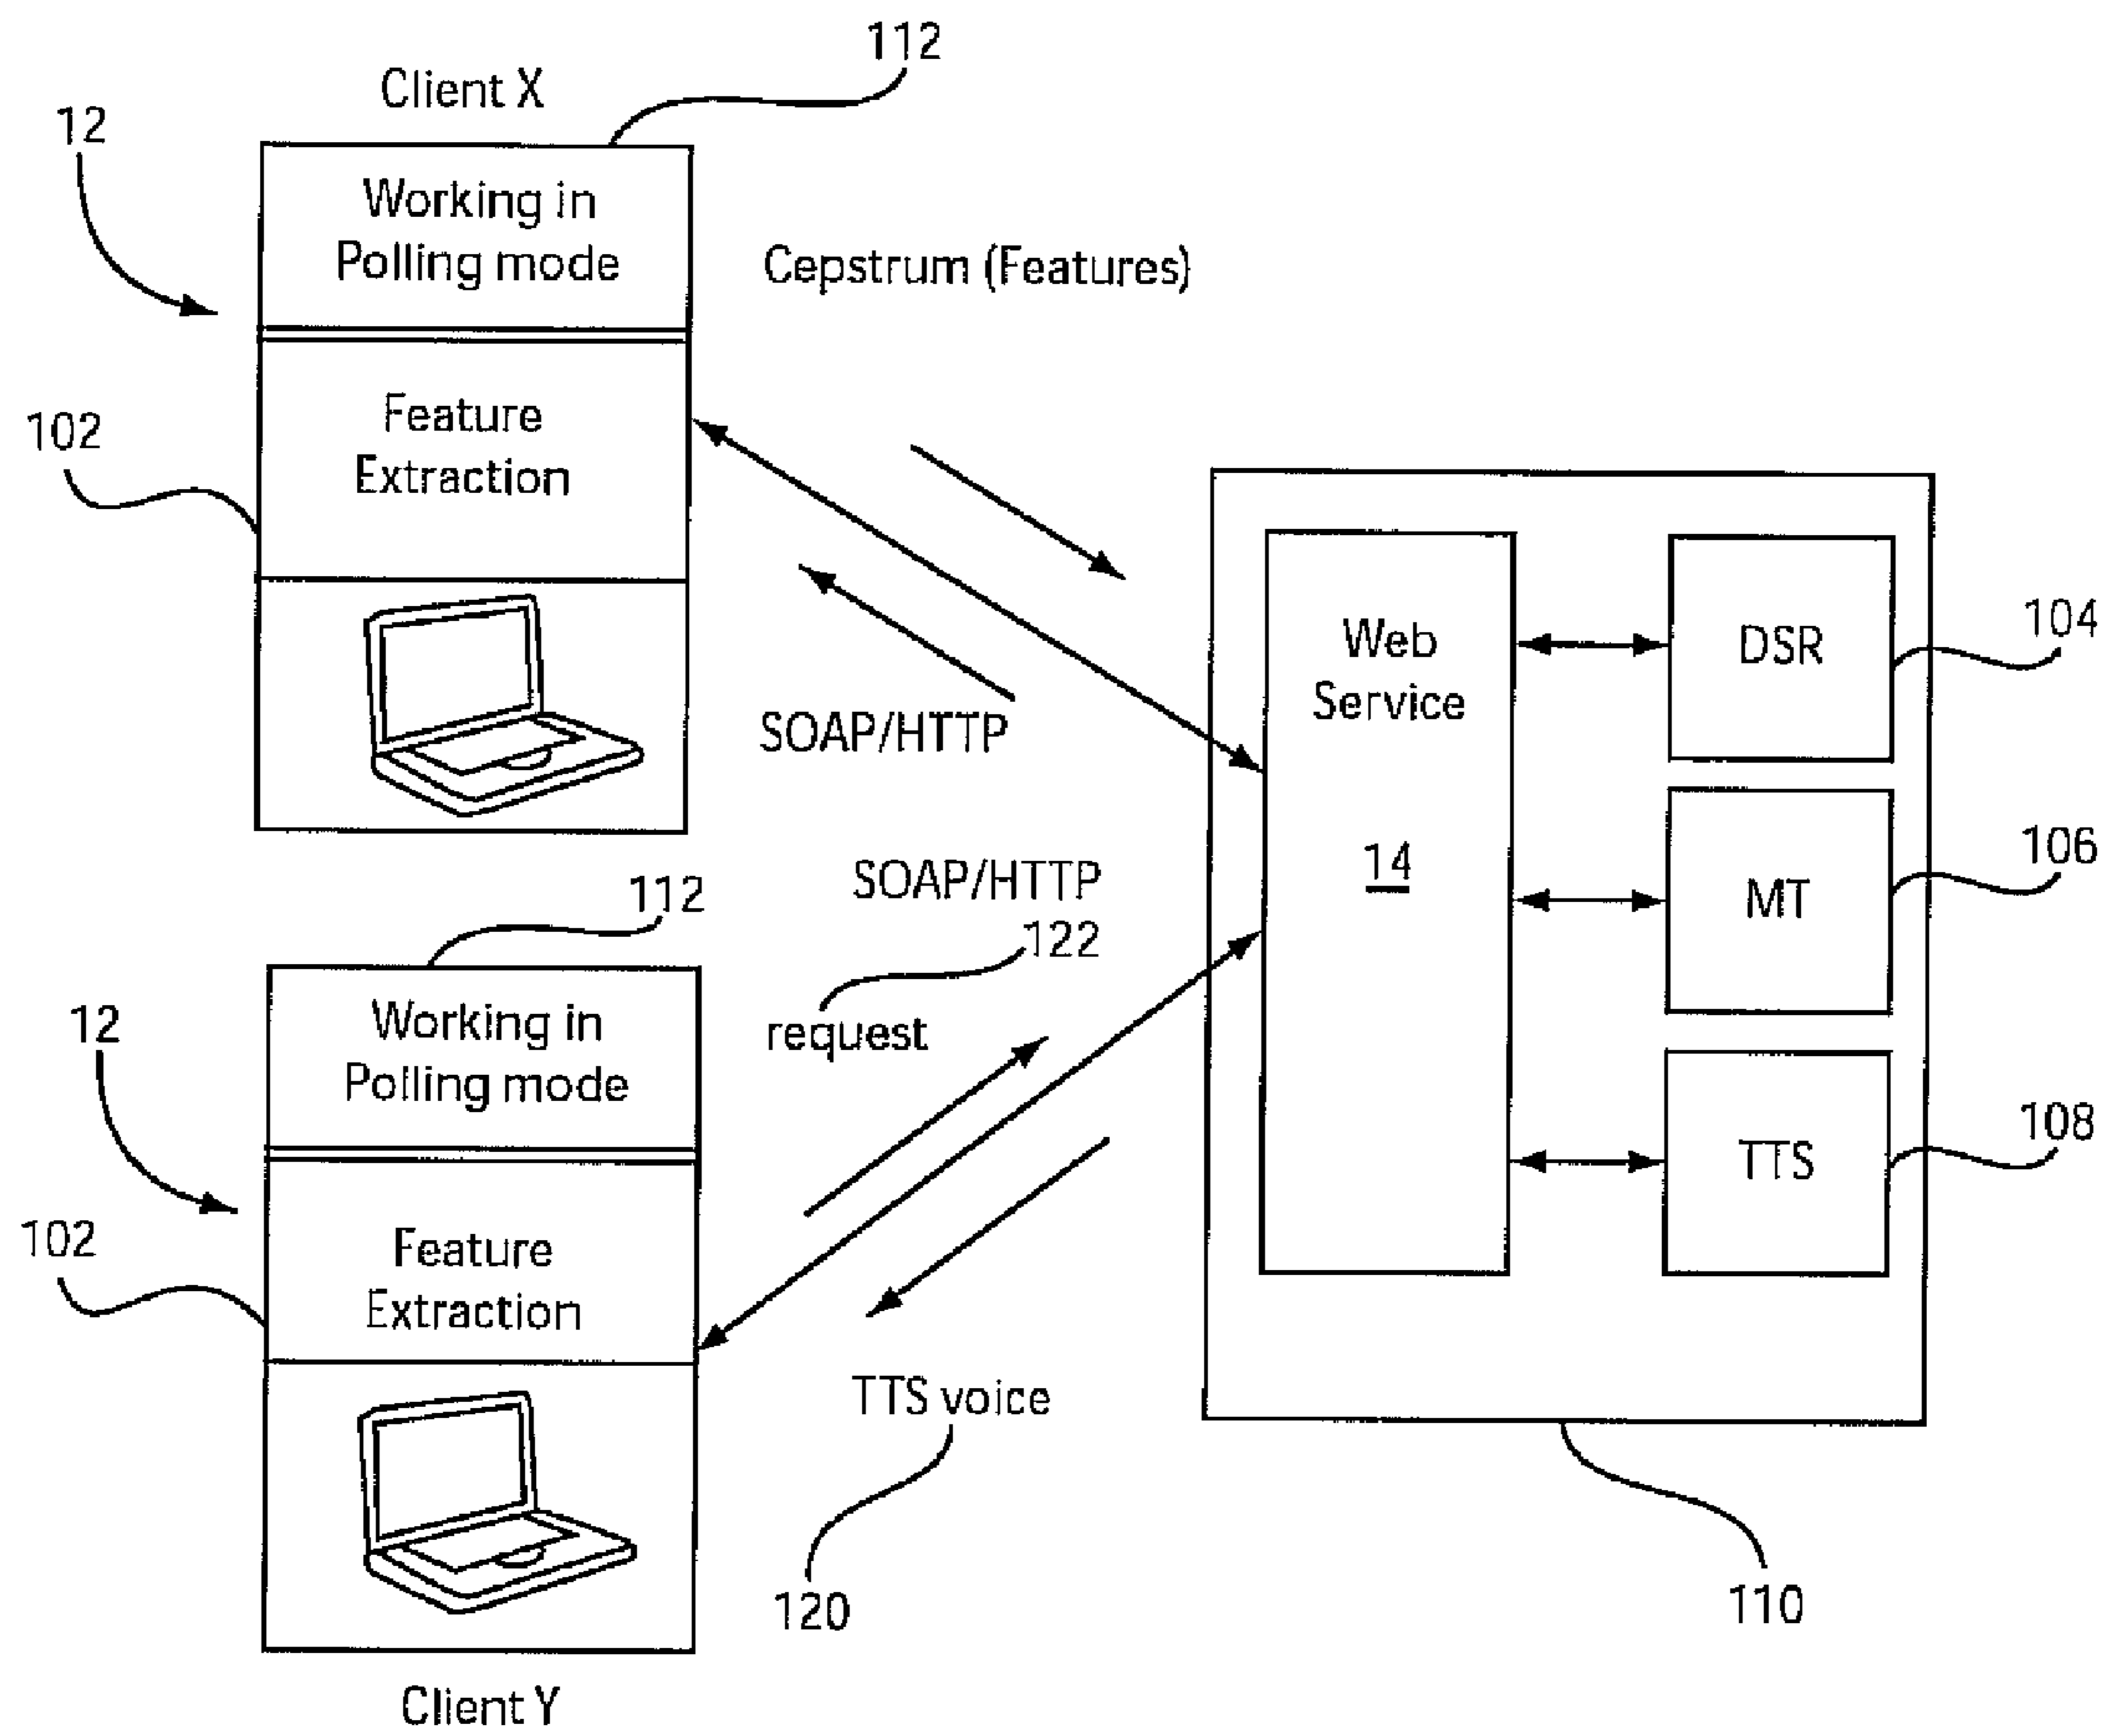 112
Client X
12
Working in
Polling mode
Cepstrum (Features)
102
Feature
Extraction
SOAP/HTTP
Web
Service
14
DSR
104
MT
106
TTS
108
110
SOAP/HTTP
122
request
112
12
Working in
Polling mode
102
Feature
Extraction
TTS voice
120
Client Y